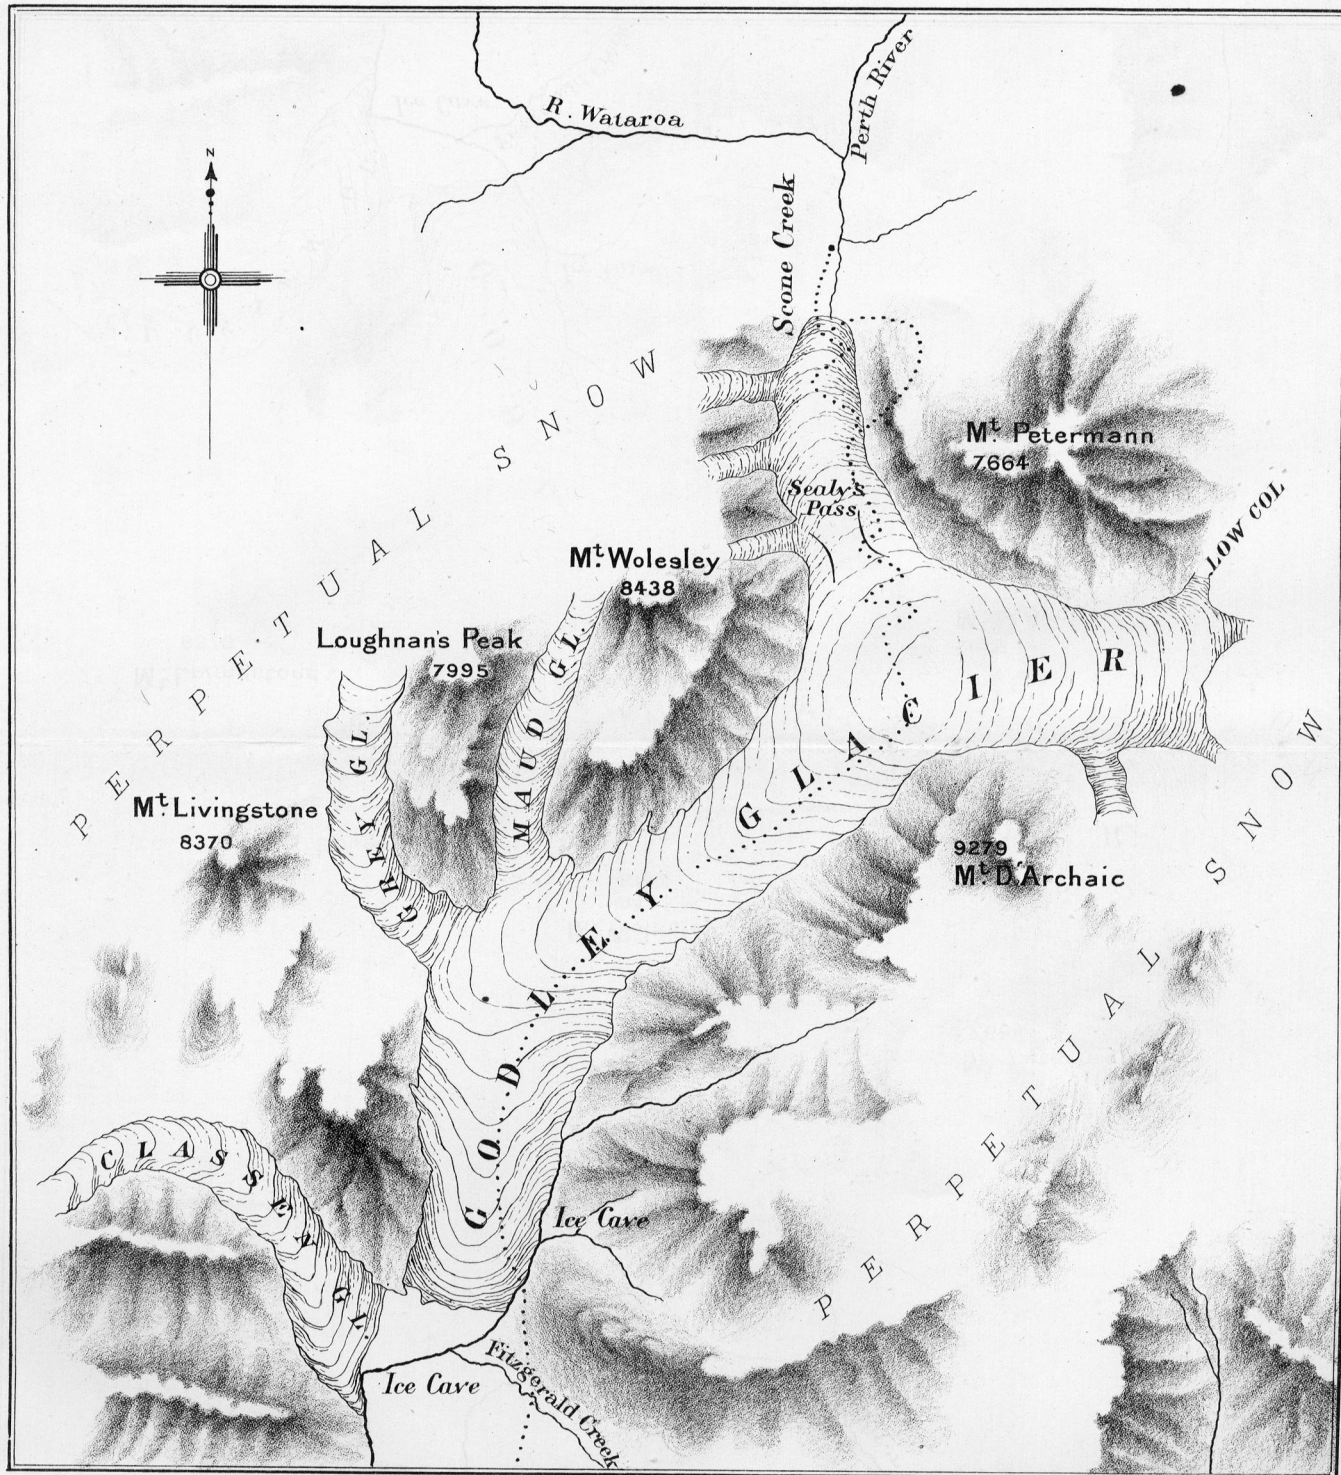 R. Wataroa
Perth River
N
Scone Creek
PERPETUAL SNOW
Mt. Petermann
7.664
Sealy's
Pass
LOW COL
Mt. Wolesley
8438
Loughnan's Peak
7995
MAUD GL.
GREY GL.
Mt. Livingstone
8370
GODLEY GLACIER
9279
Mt. D'Archaic
PERPETUAL SNOW
CLASSEN GL.
Ice Cave
Fitzgerald Creek
Ice Cave